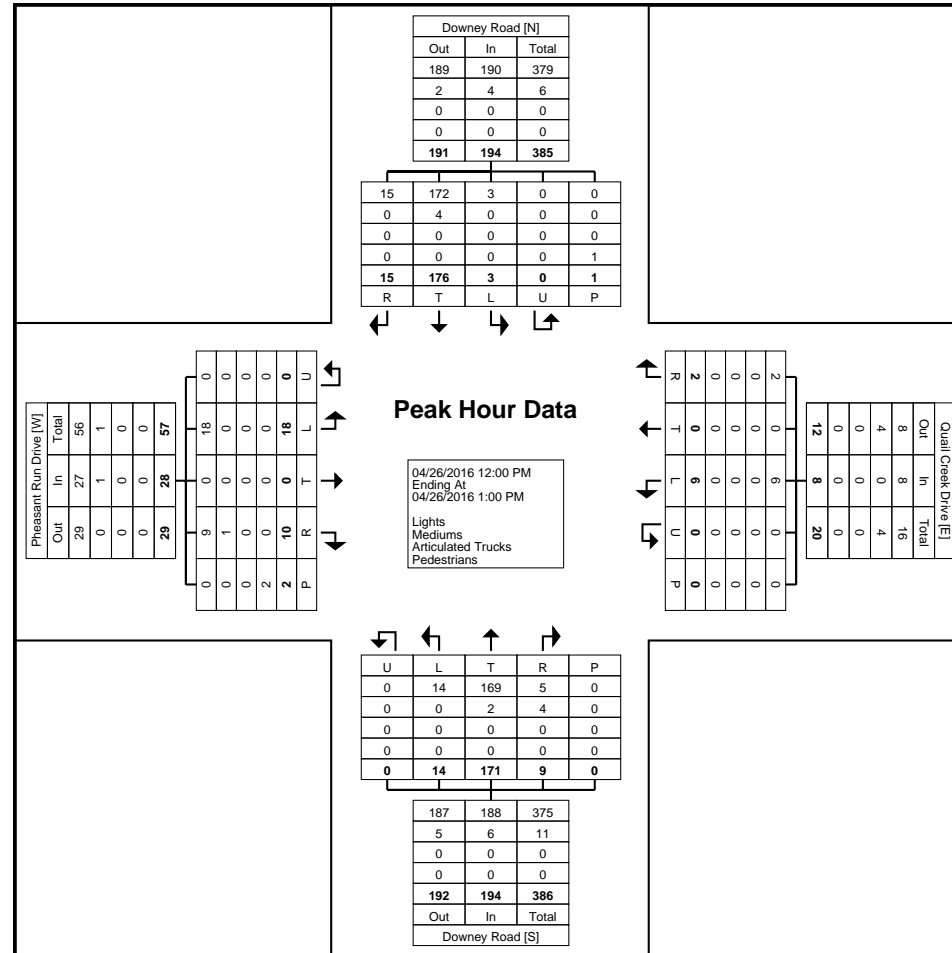 Downey Road [N]
Out In Total
189 190 379
2 4 6
0 0 0
0 0 0
191 194 385
15 172 3 0 0
0 4 0 0 0
0 0 0 0 0
0 0 0 0 1
15 176 3 0 1
R T L U P
Pheasant Run Drive [W]
Total In Out
56 27 29
1 1 0
0 0 0
0 0 0
57 28 29
0 18 0 9 0
0 0 0 1 0
0 0 0 0 0
0 0 0 0 2
0 18 0 10 2
U L T R P
Peak Hour Data
04/26/2016 12:00 PM
Ending At
04/26/2016 1:00 PM
Lights
Mediums
Articulated Trucks
Pedestrians
R T L U P
2 0 6 0 0
0 0 0 0 0
0 0 0 0 0
0 0 0 0 0
2 0 6 0 0
12 8 20
0 0 0
0 0 0
4 0 4
8 8 16
Out In Total
Quail Creek Drive [E]
U L T R P
0 14 169 5 0
0 0 2 4 0
0 0 0 0 0
0 0 0 0 0
0 14 171 9 0
187 188 375
5 6 11
0 0 0
0 0 0
192 194 386
Out In Total
Downey Road [S]